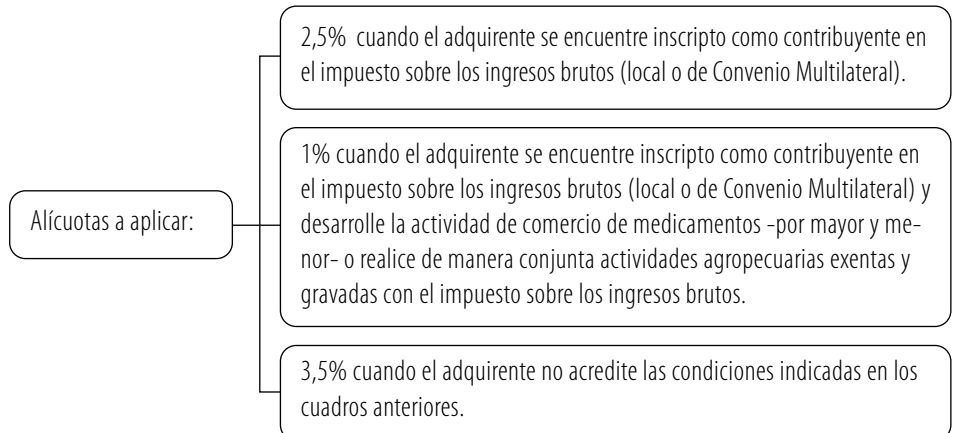 Alícuotas a aplicar:
2,5% cuando el adquirente se encuentre inscripto como contribuyente en
el impuesto sobre los ingresos brutos (local o de Convenio Multilateral).
1% cuando el adquirente se encuentre inscripto como contribuyente en
el impuesto sobre los ingresos brutos (local o de Convenio Multilateral) y
desarrolle la actividad de comercio de medicamentos -por mayor y me-
nor- o realice de manera conjunta actividades agropecuarias exentas y
gravadas con el impuesto sobre los ingresos brutos.
3,5% cuando el adquirente no acredite las condiciones indicadas en los
cuadros anteriores.